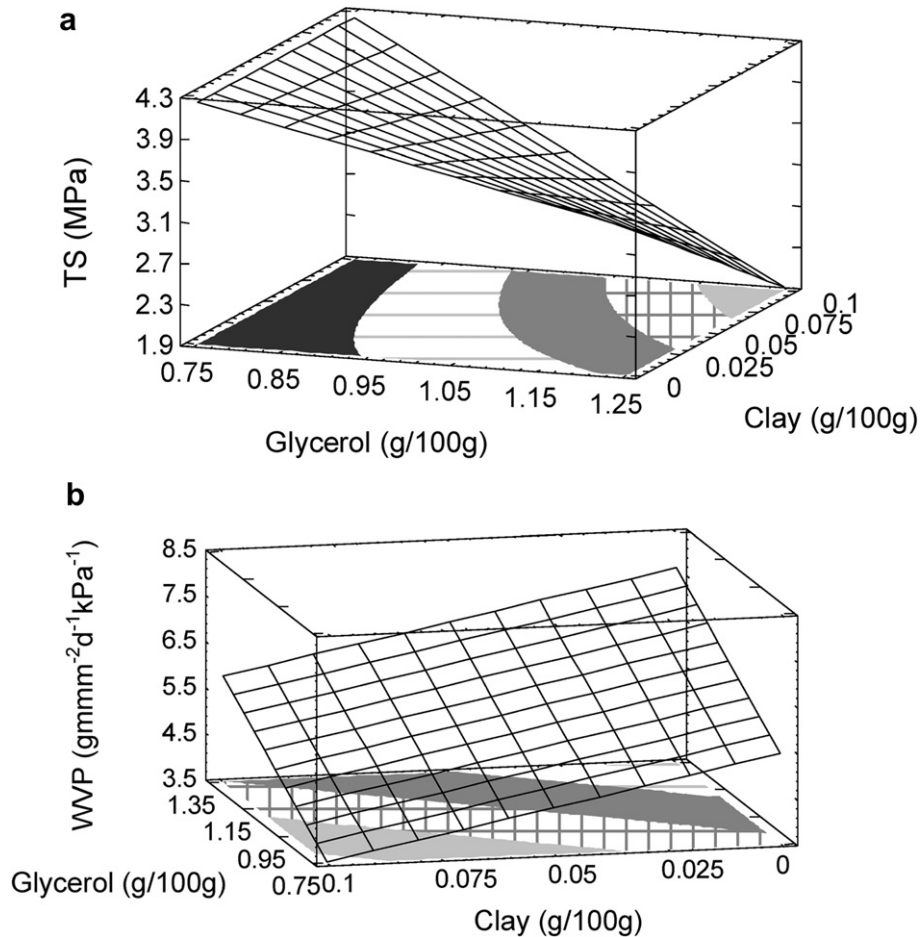 a
4.3
3.9
3.5
3.1
2.7
2.3
1.9
TS (MPa)
0.75 0.85 0.95 1.05 1.15 1.25
Glycerol (g/100g)
0 0.025 0.05 0.075 0.1
Clay (g/100g)
b
8.5
7.5
6.5
5.5
4.5
3.5
WVP (gmmm⁻²d⁻¹kPa⁻¹)
1.35
1.15
0.95
0.75
Glycerol (g/100g)
0.1 0.075 0.05 0.025 0
Clay (g/100g)